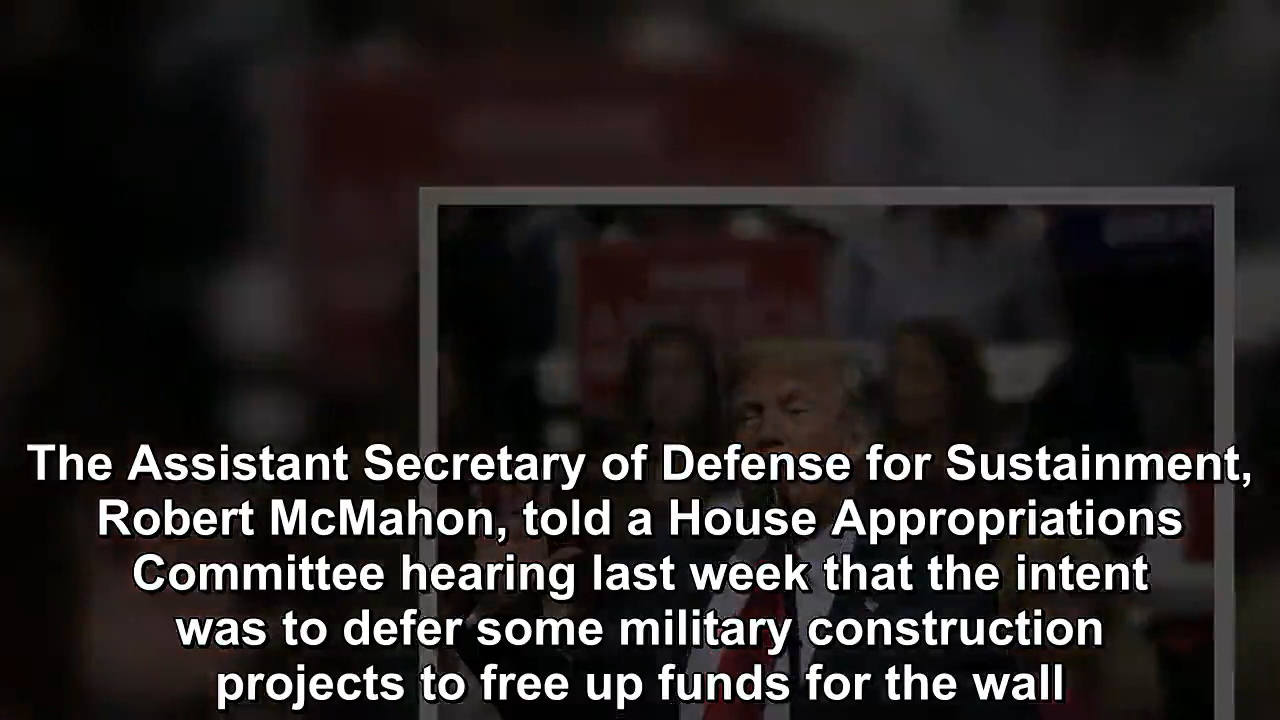 The Assistant Secretary of Defense for Sustainment,
Robert McMahon, told a House Appropriations
Committee hearing last week that the intent
was to defer some military construction
projects to free up funds for the wall